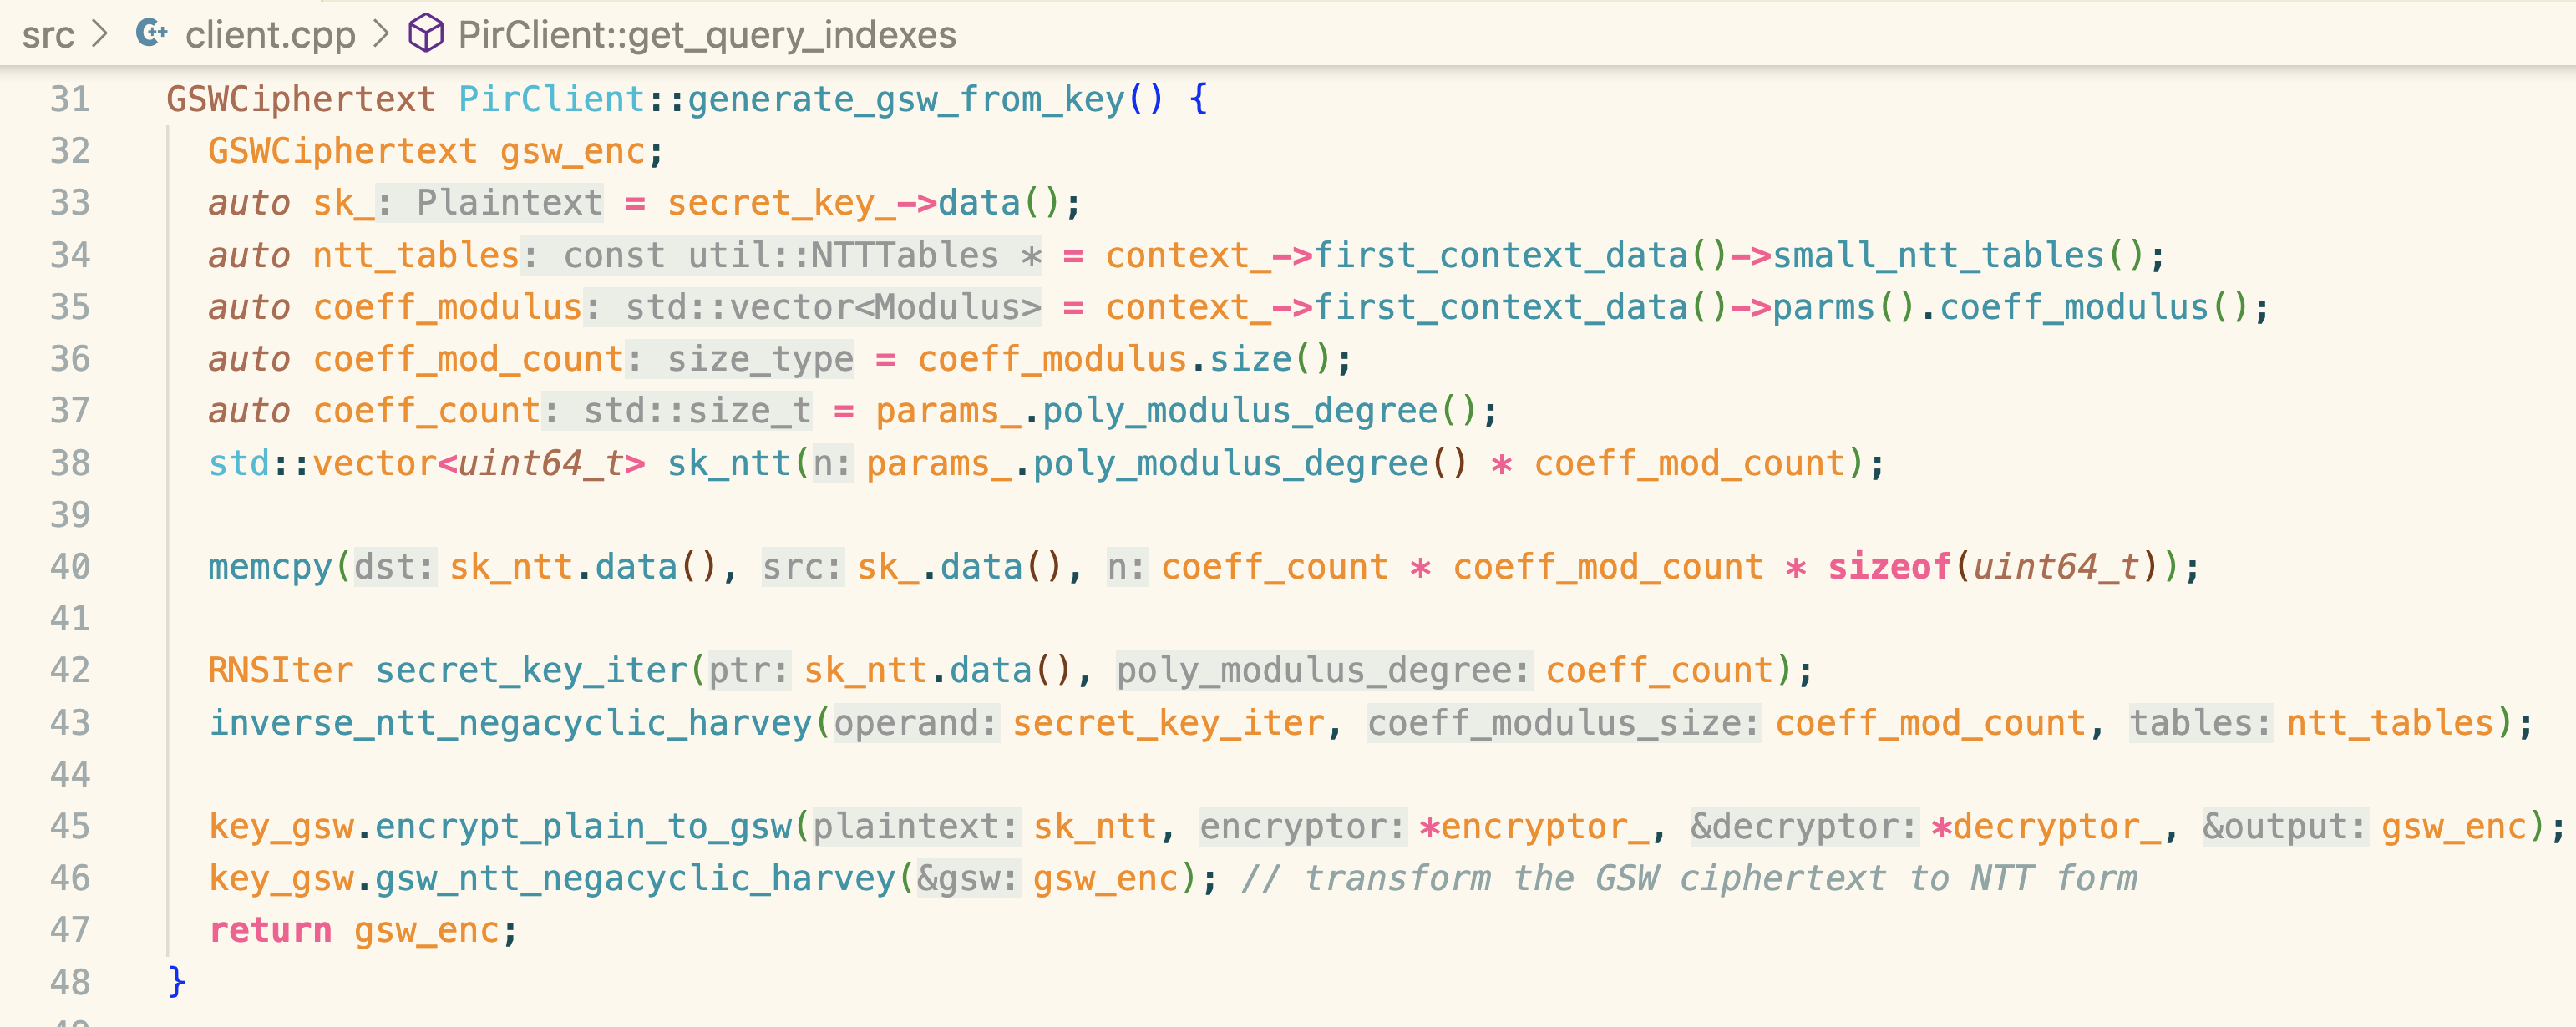 src > client.cpp > PirClient::get_query_indexes
31 GSWCiphertext PirClient::generate_gsw_from_key() {
32 GSWCiphertext gsw_enc;
33 auto sk_: Plaintext = secret_key_->data();
34 auto ntt_tables: const util::NTTTables * = context_->first_context_data()->small_ntt_tables();
35 auto coeff_modulus: std::vector<Modulus> = context_->first_context_data()->parms().coeff_modulus();
36 auto coeff_mod_count: size_type = coeff_modulus.size();
37 auto coeff_count: std::size_t = params_.poly_modulus_degree();
38 std::vector<uint64_t> sk_ntt(n: params_.poly_modulus_degree() * coeff_mod_count);
39
40 memcpy(dst: sk_ntt.data(), src: sk_.data(), n: coeff_count * coeff_mod_count * sizeof(uint64_t));
41
42 RNSIter secret_key_iter(ptr: sk_ntt.data(), poly_modulus_degree: coeff_count);
43 inverse_ntt_negacyclic_harvey(operand: secret_key_iter, coeff_modulus_size: coeff_mod_count, tables: ntt_tables);
44
45 key_gsw.encrypt_plain_to_gsw(plaintext: sk_ntt, encryptor: *encryptor_, &decryptor: *decryptor_, &output: gsw_enc);
46 key_gsw.gsw_ntt_negacyclic_harvey(&gsw: gsw_enc); // transform the GSW ciphertext to NTT form
47 return gsw_enc;
48 }